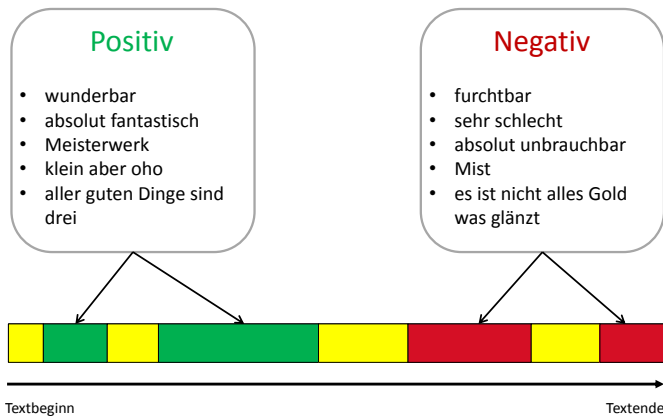 Positiv
• wunderbar
• absolut fantastisch
• Meisterwerk
• klein aber oho
• aller guten Dinge sind
drei
Negativ
• furchtbar
• sehr schlecht
• absolut unbrauchbar
• Mist
• es ist nicht alles Gold
was glänzt
Textbeginn
Textende